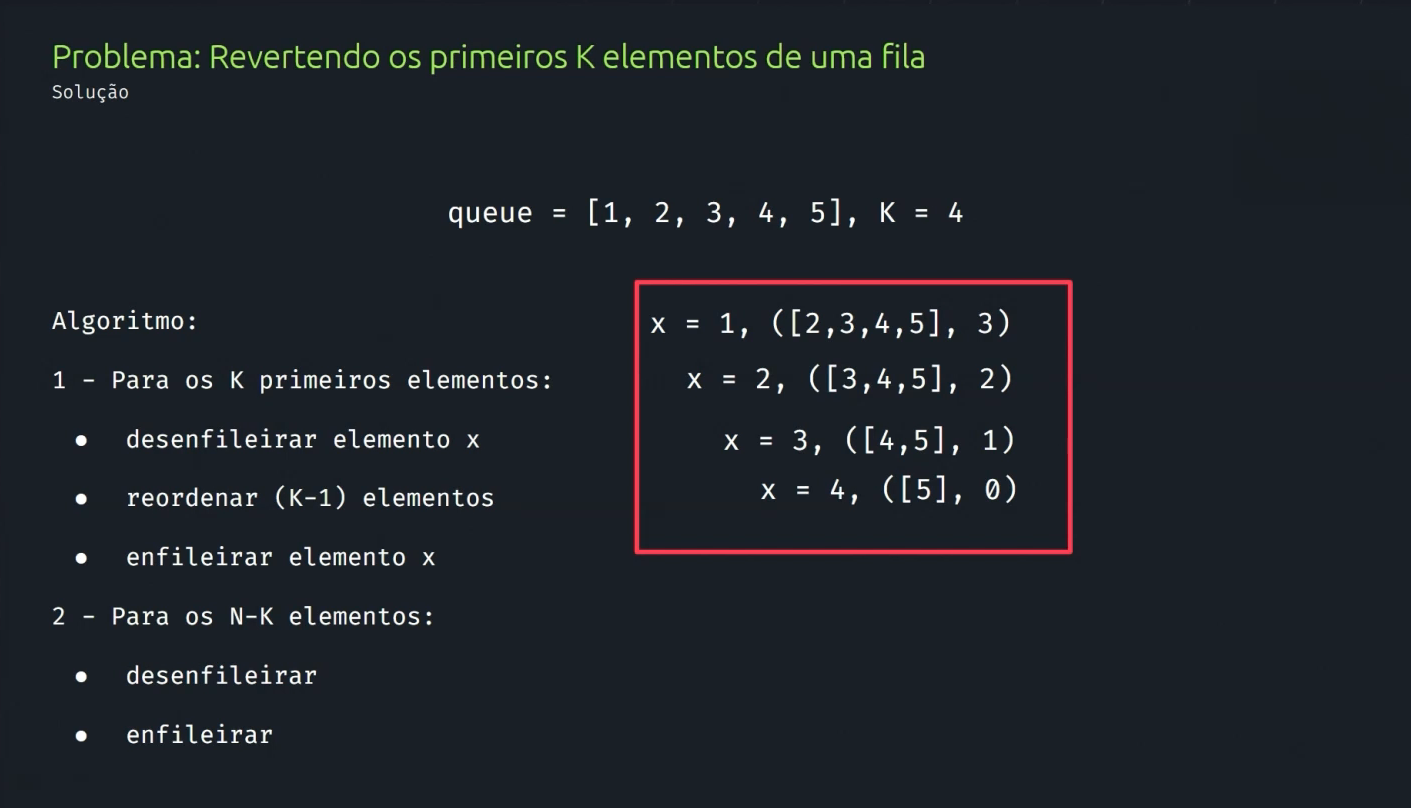 Problema: Revertendo os primeiros K elementos de uma fila
Solução
queue = [1, 2, 3, 4, 5], K = 4
Algoritmo:
1 - Para os K primeiros elementos:
● desenfileirar elemento x
● reordenar (K-1) elementos
● enfileirar elemento x
2 - Para os N-K elementos:
● desenfileirar
● enfileirar
x = 1, ([2,3,4,5], 3)
x = 2, ([3,4,5], 2)
x = 3, ([4,5], 1)
x = 4, ([5], 0)